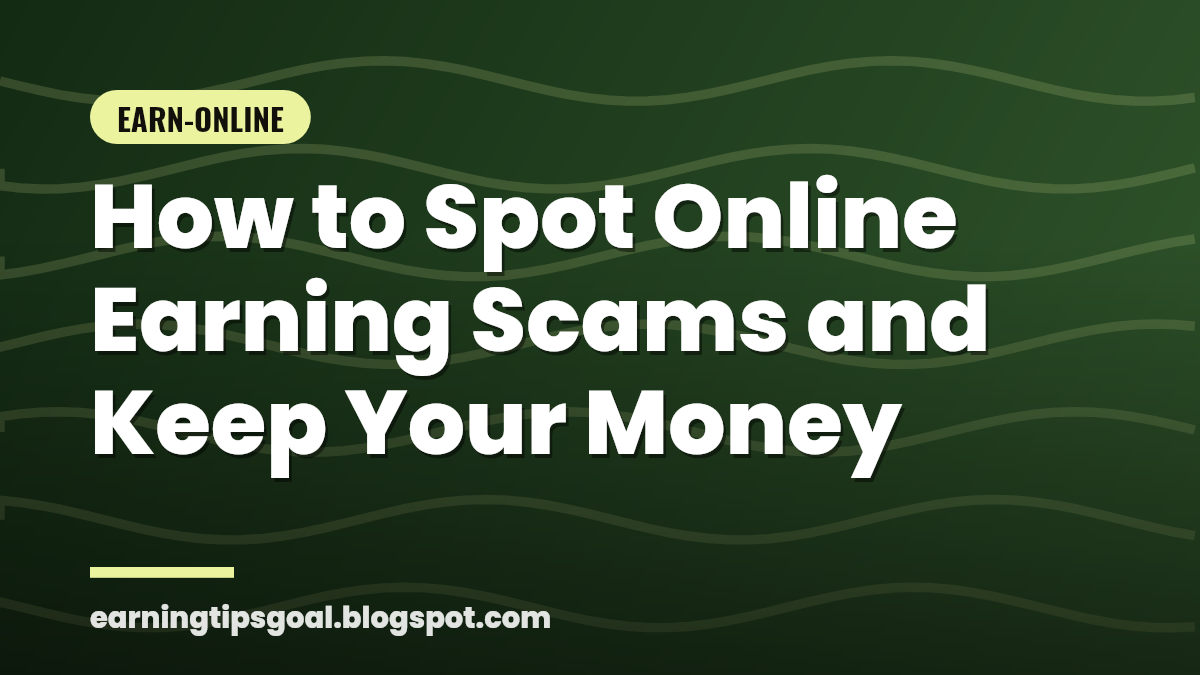 EARN-ONLINE
How to Spot Online
Earning Scams and
Keep Your Money
earningtipsgoal.blogspot.com